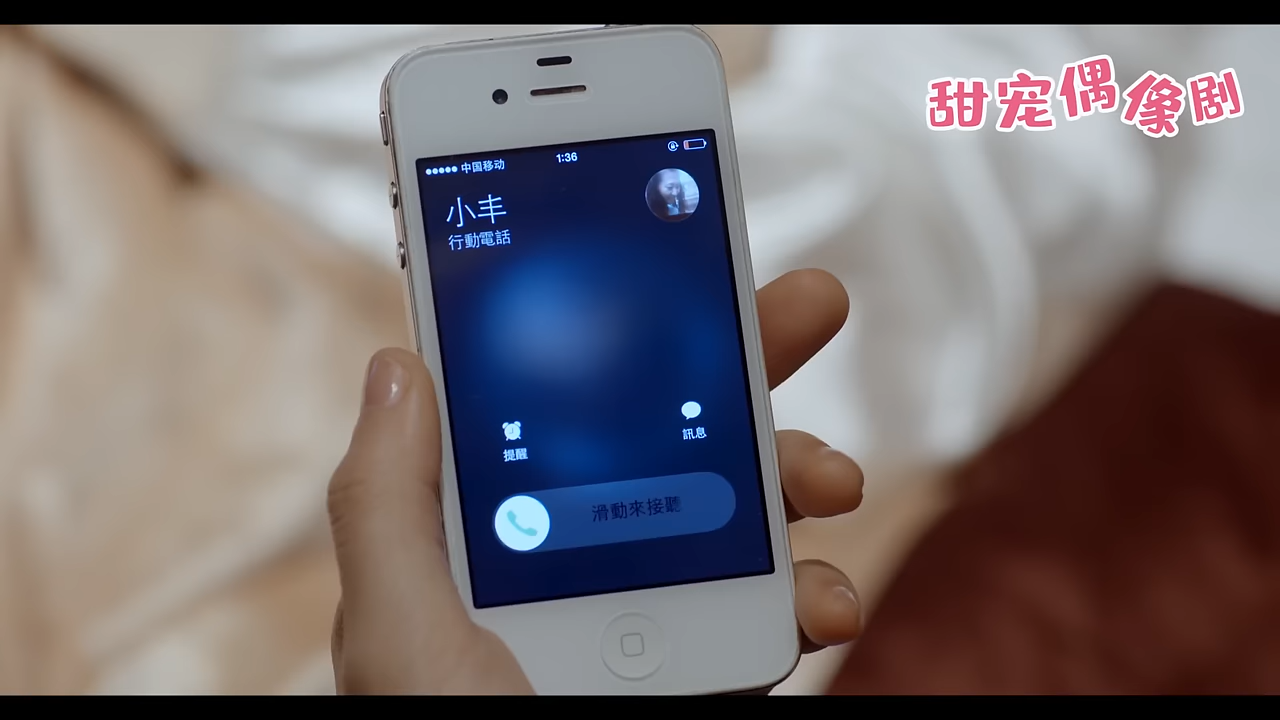 甜宠偶像剧
中国移动 1:36
小丰
行動電話
提醒
訊息
滑動來接聽